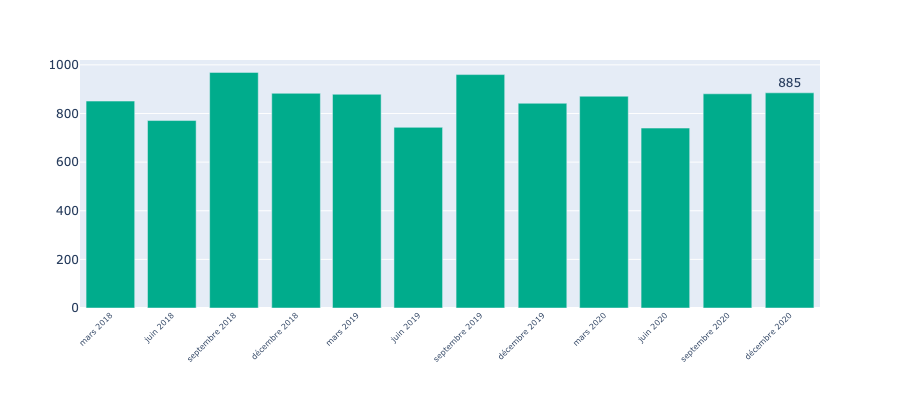 1000
800
600
400
200
0
885
mars 2018
juin 2018
septembre 2018
décembre 2018
mars 2019
juin 2019
septembre 2019
décembre 2019
mars 2020
juin 2020
septembre 2020
décembre 2020